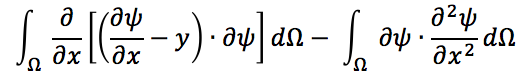 ∫_Ω ∂/∂x [(∂ψ/∂x − y) · ∂ψ] dΩ − ∫_Ω ∂ψ · ∂²ψ/∂x² dΩ